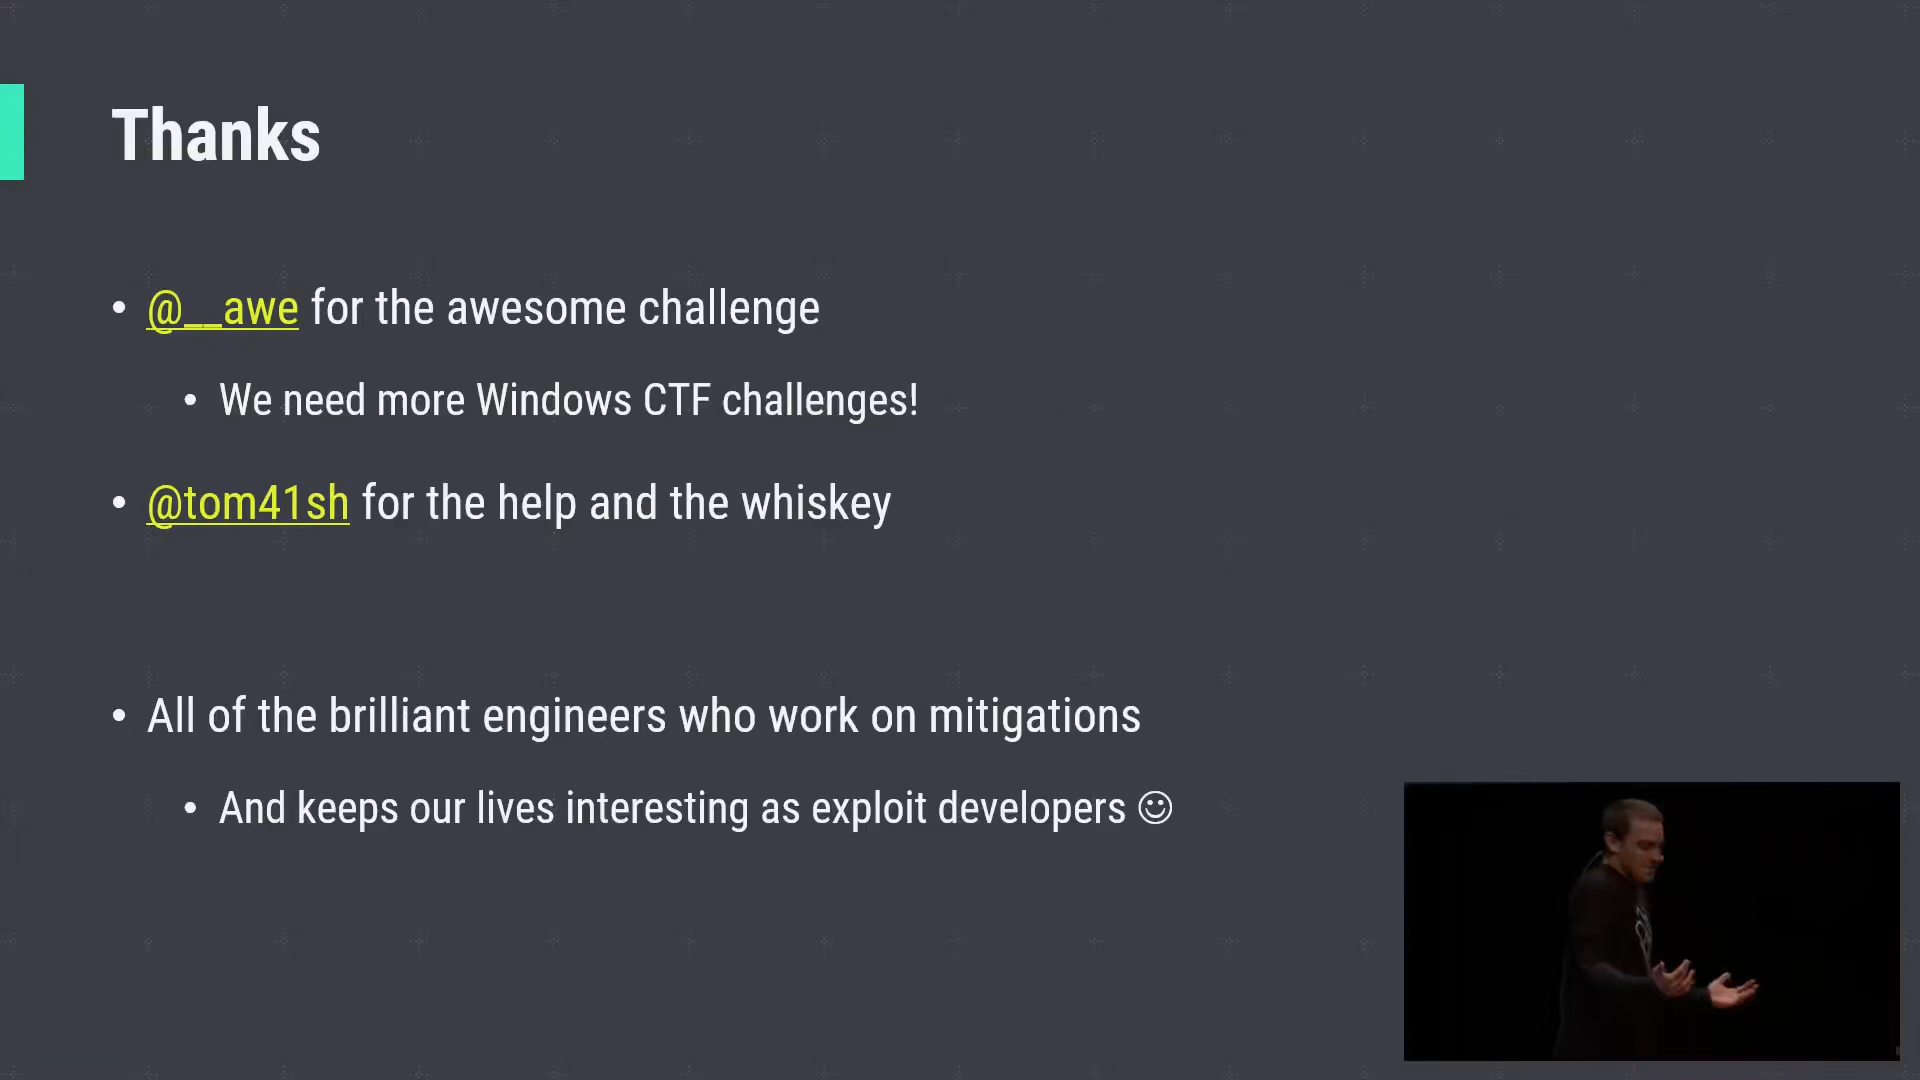 Thanks
• @__awe for the awesome challenge
• We need more Windows CTF challenges!
• @tom41sh for the help and the whiskey
• All of the brilliant engineers who work on mitigations
• And keeps our lives interesting as exploit developers ☺